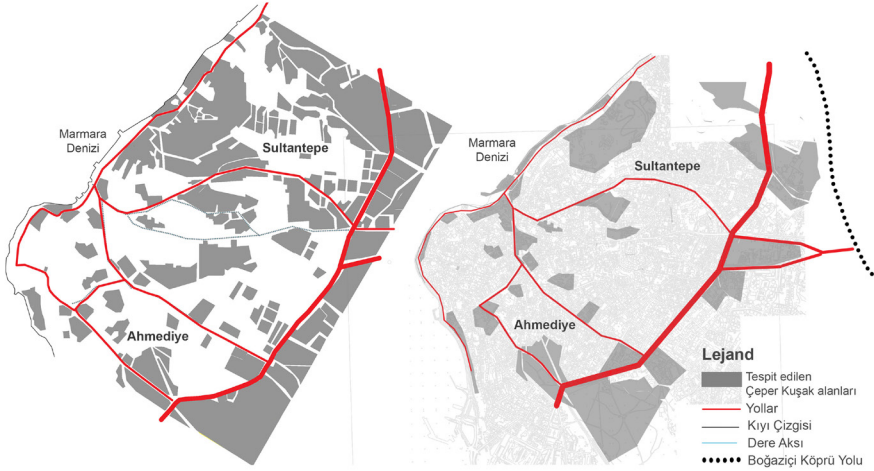 Marmara
Denizi
Sultantepe
Ahmediye
Marmara
Denizi
Sultantepe
Ahmediye
Lejand
Tespit edilen
Çeper Kuşak alanları
Yollar
Kıyı Çizgisi
Dere Aksı
Boğaziçi Köprü Yolu